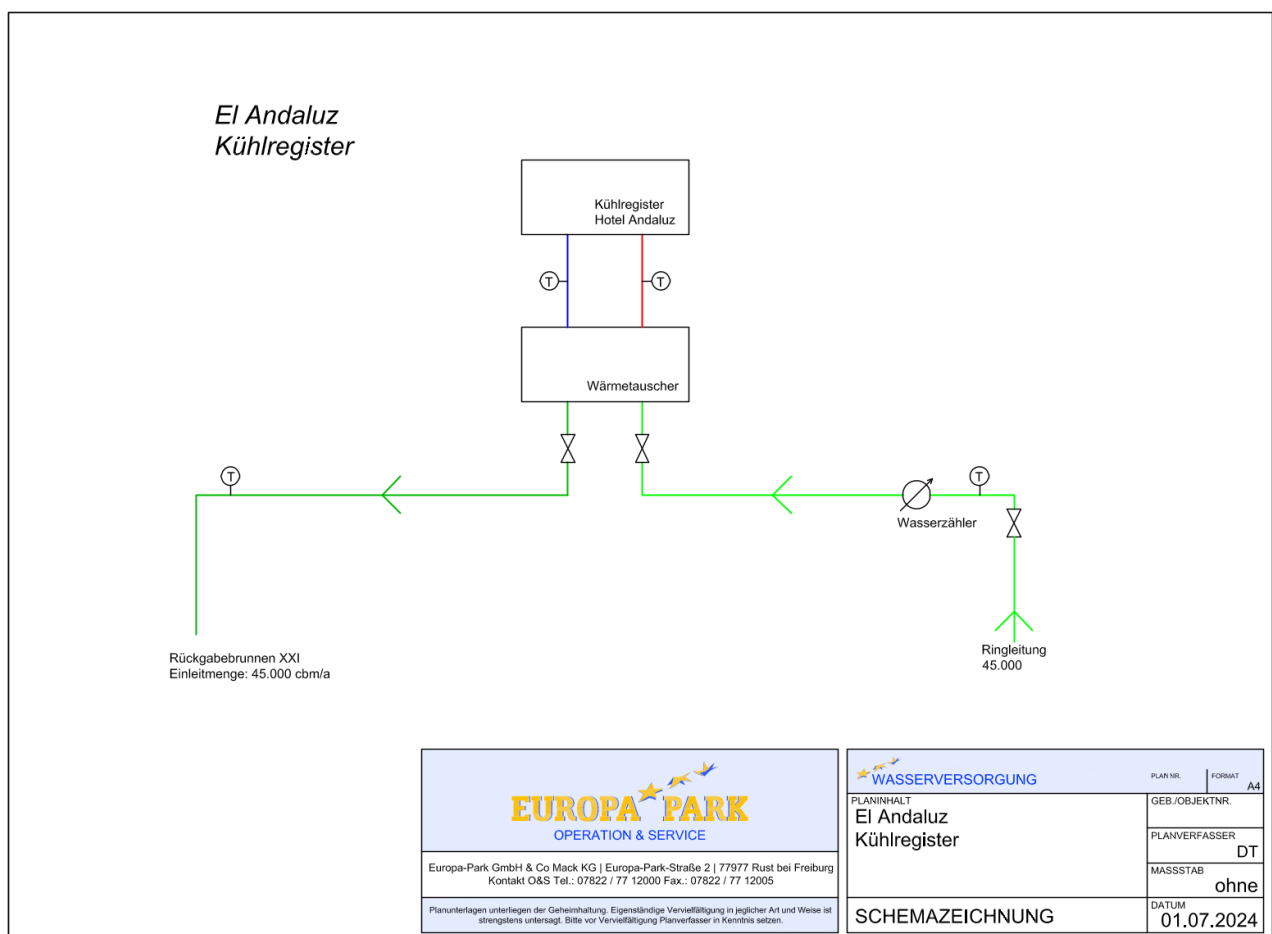 El Andaluz
Kühlregister
Kühlregister
Hotel Andaluz
T
T
Wärmetauscher
T
T
Wasserzähler
Rückgabebrunnen XXI
Einleitmenge: 45.000 cbm/a
Ringleitung
45.000
EUROPA PARK
OPERATION & SERVICE
Europa-Park GmbH & Co Mack KG | Europa-Park-Straße 2 | 77977 Rust bei Freiburg
Kontakt O&S Tel.: 07822 / 77 12000 Fax.: 07822 / 77 12005
Planunterlagen unterliegen der Geheimhaltung. Eigenständige Vervielfältigung in jeglicher Art und Weise ist
strengstens untersagt. Bitte vor Vervielfältigung Planverfasser in Kenntnis setzen.
WASSERVERSORGUNG
PLAN NR.
FORMAT
A4
PLANINHALT
El Andaluz
Kühlregister
GEB./OBJEKTNR.
PLANVERFASSER
DT
MASSSTAB
ohne
SCHEMAZEICHNUNG
DATUM
01.07.2024